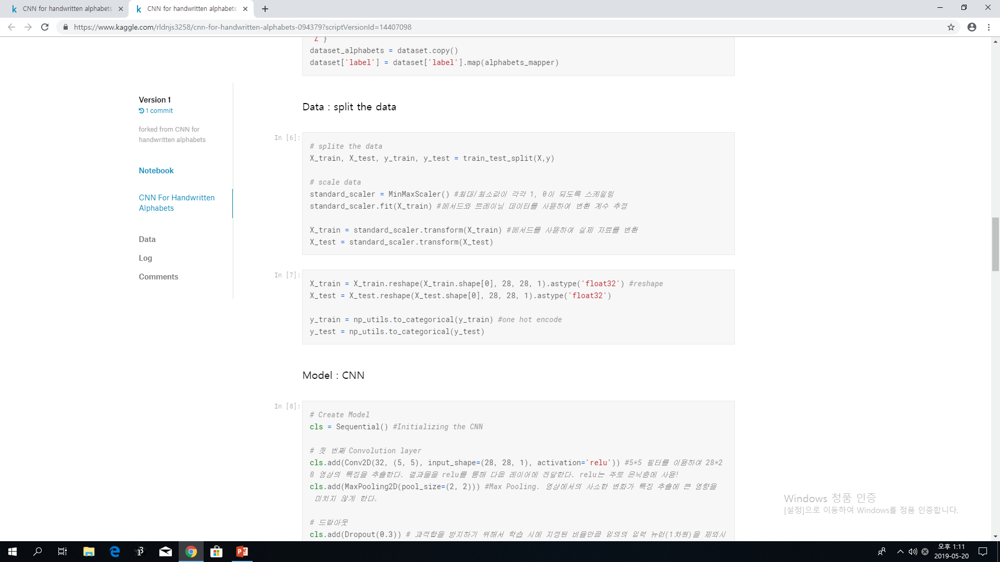 CNN for handwritten alphabets
CNN for handwritten alphabets
https://www.kaggle.com/rldnjs3258/cnn-for-handwritten-alphabets-094379?scriptVersionId=14407098
'Z'}
dataset_alphabets = dataset.copy()
dataset['label'] = dataset['label'].map(alphabets_mapper)
Version 1
1 commit
forked from CNN for
handwritten alphabets
Notebook
CNN For Handwritten
Alphabets
Data
Log
Comments
Data : split the data
In [6]:
# splite the data
X_train, X_test, y_train, y_test = train_test_split(X,y)
# scale data
standard_scaler = MinMaxScaler() #최대/최소값이 각각 1, 0이 되도록 스케일링
standard_scaler.fit(X_train) #메서드와 트레이닝 데이터를 사용하여 변환 계수 추정
X_train = standard_scaler.transform(X_train) #메서드를 사용하여 실제 자료를 변환
X_test = standard_scaler.transform(X_test)
In [7]:
X_train = X_train.reshape(X_train.shape[0], 28, 28, 1).astype('float32') #reshape
X_test = X_test.reshape(X_test.shape[0], 28, 28, 1).astype('float32')
y_train = np_utils.to_categorical(y_train) #one hot encode
y_test = np_utils.to_categorical(y_test)
Model : CNN
In [8]:
# Create Model
cls = Sequential() #Initializing the CNN
# 첫 번째 Convolution layer
cls.add(Conv2D(32, (5, 5), input_shape=(28, 28, 1), activation='relu')) #5*5 필터를 이용하여 28*2
8 영상의 특징을 추출한다. 결과물을 relu를 통해 다음 레이어에 전달한다. relu는 주로 은닉층에 사용!
cls.add(MaxPooling2D(pool_size=(2, 2))) #Max Pooling. 영상에서의 사소한 변화가 특징 추출에 큰 영향을
미치지 않게 한다.
# 드랍아웃
cls.add(Dropout(0.3)) # 과적합을 방지하기 위해서 학습 시에 지정된 비율만큼 임의의 입력 뉴런(1차원)을 제외시
Windows 정품 인증
[설정]으로 이동하여 Windows를 정품 인증합니다.
오후 1:11
2019-05-20